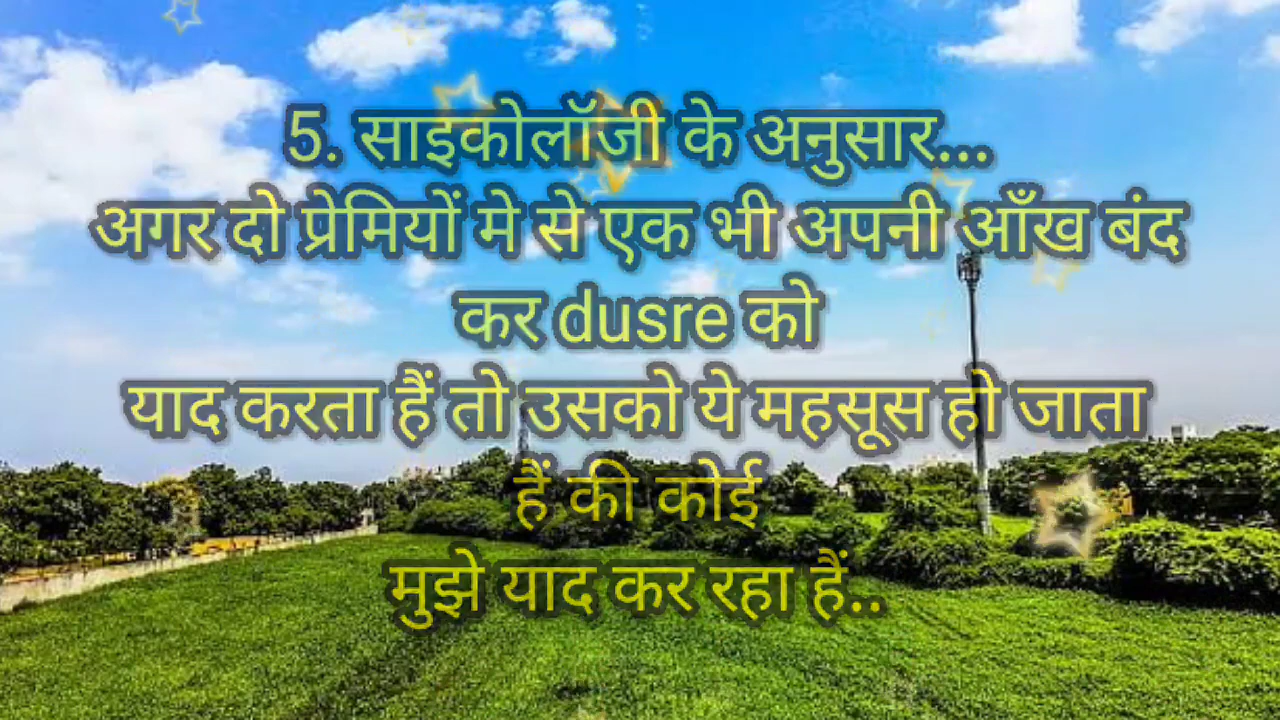 5. साइकोलॉजी के अनुसार...
अगर दो प्रेमियों मे से एक भी अपनी आँख बंद
कर dusre को
याद करता हैं तो उसको ये महसूस हो जाता
हैं की कोई
मुझे याद कर रहा हैं..